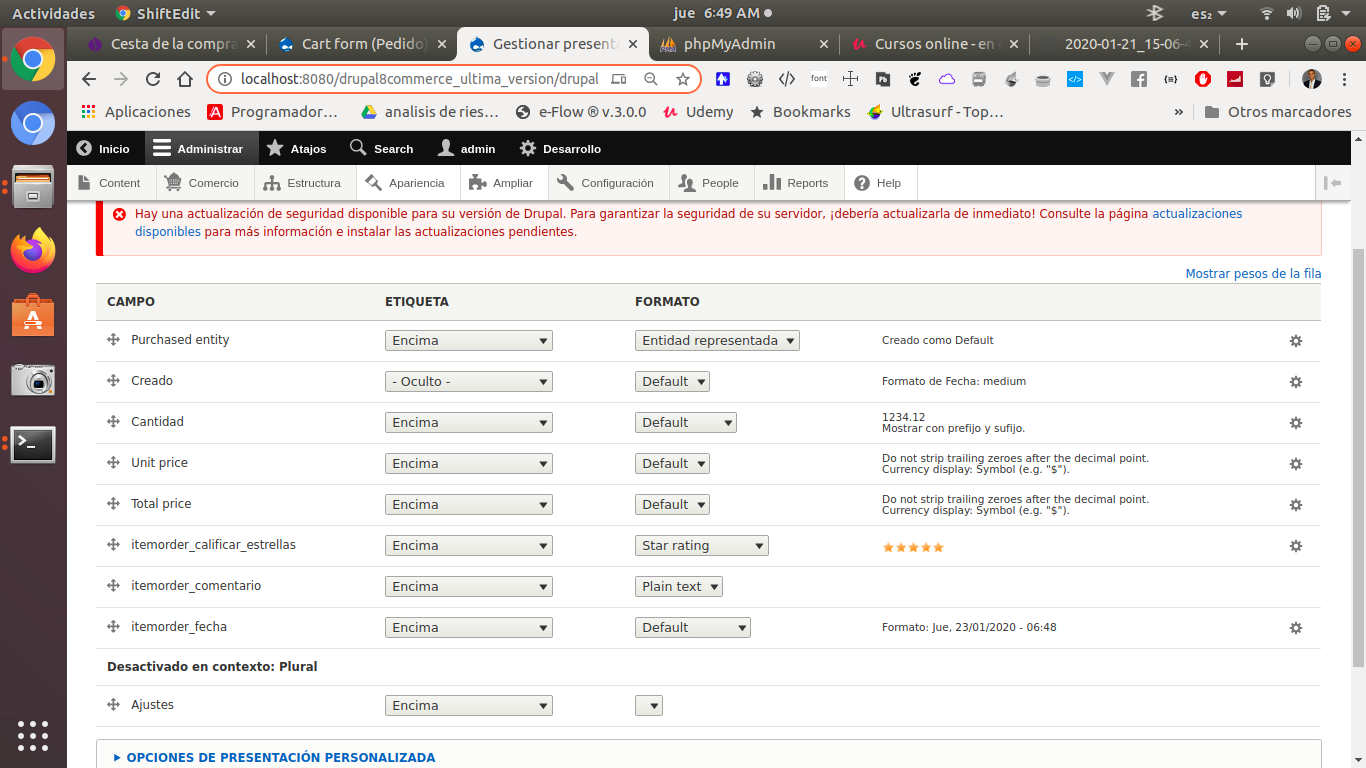 Actividades ShiftEdit jue 6:49 AM es₂
Cesta de la compra Cart form (Pedido) Gestionar presenta phpMyAdmin Cursos online - en 2020-01-21_15-06-4
localhost:8080/drupal8commerce_ultima_version/drupal
Aplicaciones Programador… analisis de ries… e-Flow ® v.3.0.0 Udemy Bookmarks Ultrasurf - Top… » Otros marcadores
Inicio Administrar Atajos Search admin Desarrollo
Content Comercio Estructura Apariencia Ampliar Configuración People Reports Help
Hay una actualización de seguridad disponible para su versión de Drupal. Para garantizar la seguridad de su servidor, ¡debería actualizarla de inmediato! Consulte la página actualizaciones
disponibles para más información e instalar las actualizaciones pendientes.
Mostrar pesos de la fila
CAMPO ETIQUETA FORMATO
Purchased entity Encima Entidad representada Creado como Default
Creado - Oculto - Default Formato de Fecha: medium
Cantidad Encima Default 1234.12
Mostrar con prefijo y sufijo.
Unit price Encima Default Do not strip trailing zeroes after the decimal point.
Currency display: Symbol (e.g. "$").
Total price Encima Default Do not strip trailing zeroes after the decimal point.
Currency display: Symbol (e.g. "$").
itemorder_calificar_estrellas Encima Star rating
itemorder_comentario Encima Plain text
itemorder_fecha Encima Default Formato: Jue, 23/01/2020 - 06:48
Desactivado en contexto: Plural
Ajustes Encima
OPCIONES DE PRESENTACIÓN PERSONALIZADA